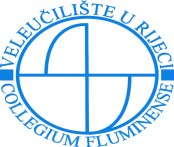 VELEUČILIŠTE U RIJECI
COLLEGIUM FLUMINENSE